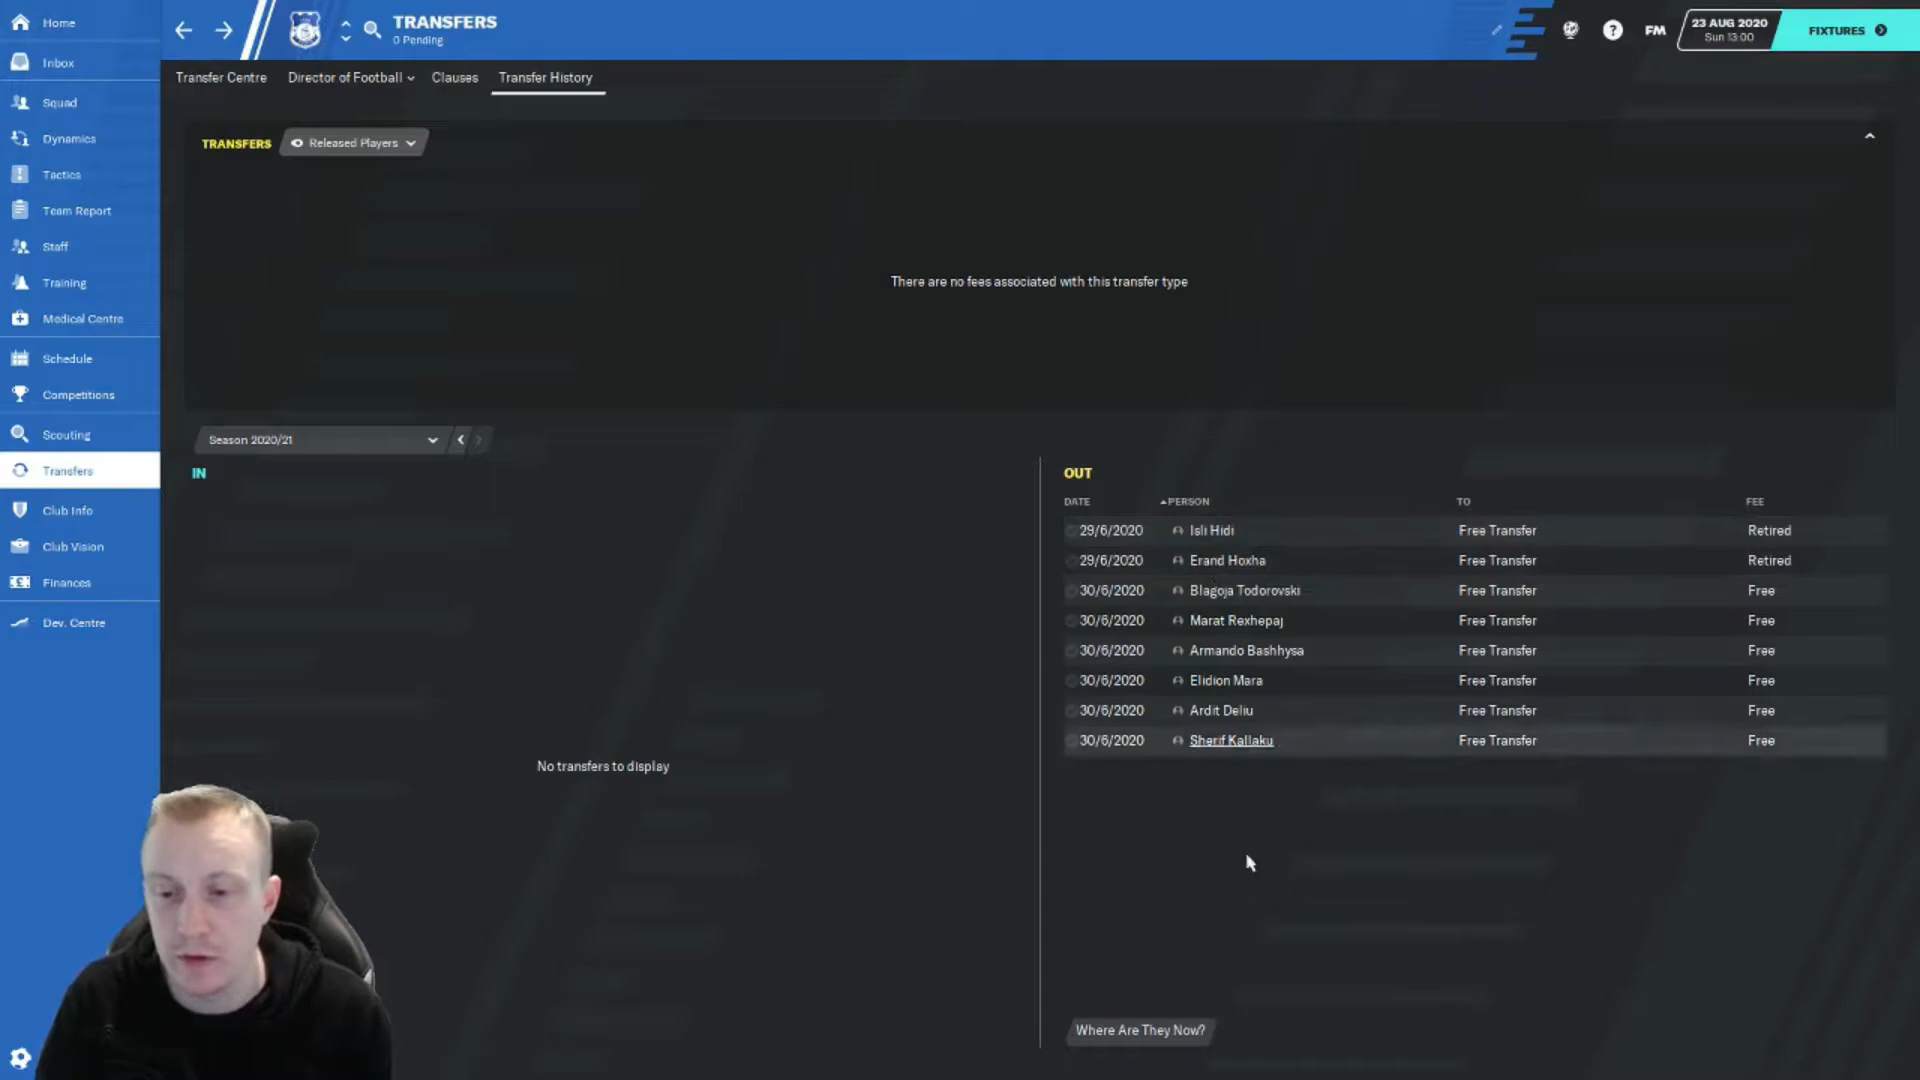 Home
Inbox
Squad
Dynamics
Tactics
Team Report
Staff
Training
Medical Centre
Schedule
Competitions
Scouting
Transfers
Club Info
Club Vision
Finances
Dev. Centre
TRANSFERS
0 Pending
FM
23 AUG 2020
Sun 13:00
FIXTURES
Transfer Centre Director of Football Clauses Transfer History
TRANSFERS Released Players
There are no fees associated with this transfer type
Season 2020/21
IN
No transfers to display
OUT
DATE PERSON TO FEE
29/6/2020 Isli Hidi Free Transfer Retired
29/6/2020 Erand Hoxha Free Transfer Retired
30/6/2020 Blagoja Todorovski Free Transfer Free
30/6/2020 Marat Rexhepaj Free Transfer Free
30/6/2020 Armando Bashhysa Free Transfer Free
30/6/2020 Elidion Mara Free Transfer Free
30/6/2020 Ardit Deliu Free Transfer Free
30/6/2020 Sherif Kallaku Free Transfer Free
Where Are They Now?